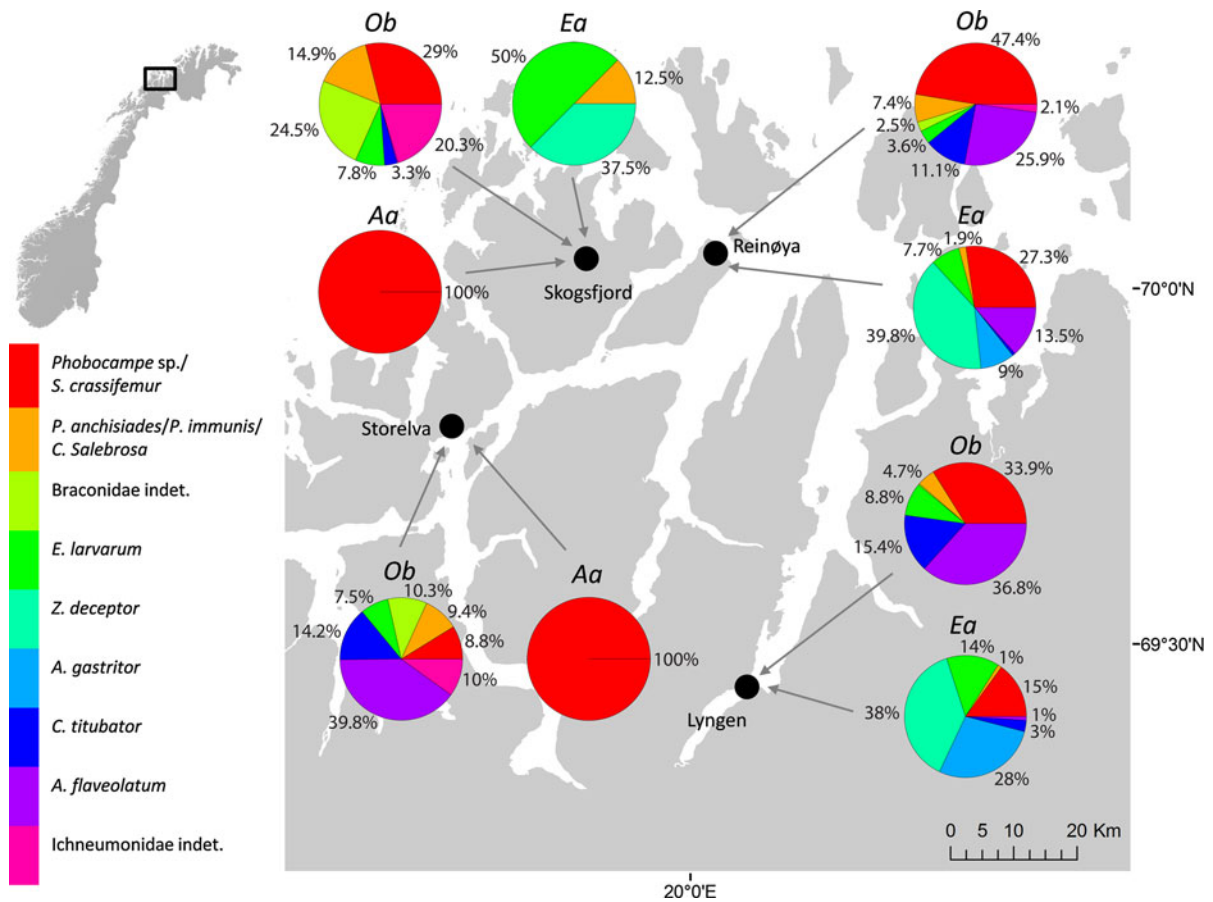 Ob
Ea
Ob
14.9%
29%
24.5%
20.3%
7.8%
3.3%
50%
12.5%
37.5%
47.4%
7.4%
2.1%
2.5%
3.6%
11.1%
25.9%
Aa
100%
Skogsfjord
Reinøya
Ea
7.7%
1.9%
27.3%
39.8%
13.5%
9%
70°0'N
Phobocampe sp./
S. crassifemur
P. anchisiades/P. immunis/
C. Salebrosa
Braconidae indet.
E. larvarum
Z. deceptor
A. gastritor
C. titubator
A. flaveolatum
Ichneumonidae indet.
Storelva
Ob
4.7%
33.9%
8.8%
15.4%
36.8%
Ob
10.3%
7.5%
9.4%
14.2%
8.8%
10%
39.8%
Aa
100%
69°30'N
Lyngen
Ea
14%
1%
15%
38%
1%
3%
28%
0 5 10 20 Km
20°0'E